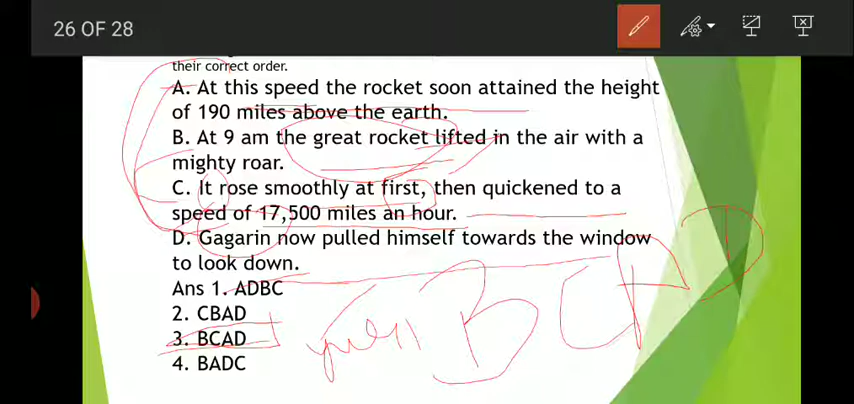 26 OF 28
their correct order.
A. At this speed the rocket soon attained the height
of 190 miles above the earth.
B. At 9 am the great rocket lifted in the air with a
mighty roar.
C. It rose smoothly at first, then quickened to a
speed of 17,500 miles an hour.
D. Gagarin now pulled himself towards the window
to look down.
Ans 1. ADBC
2. CBAD
3. BCAD
4. BADC
BCAD